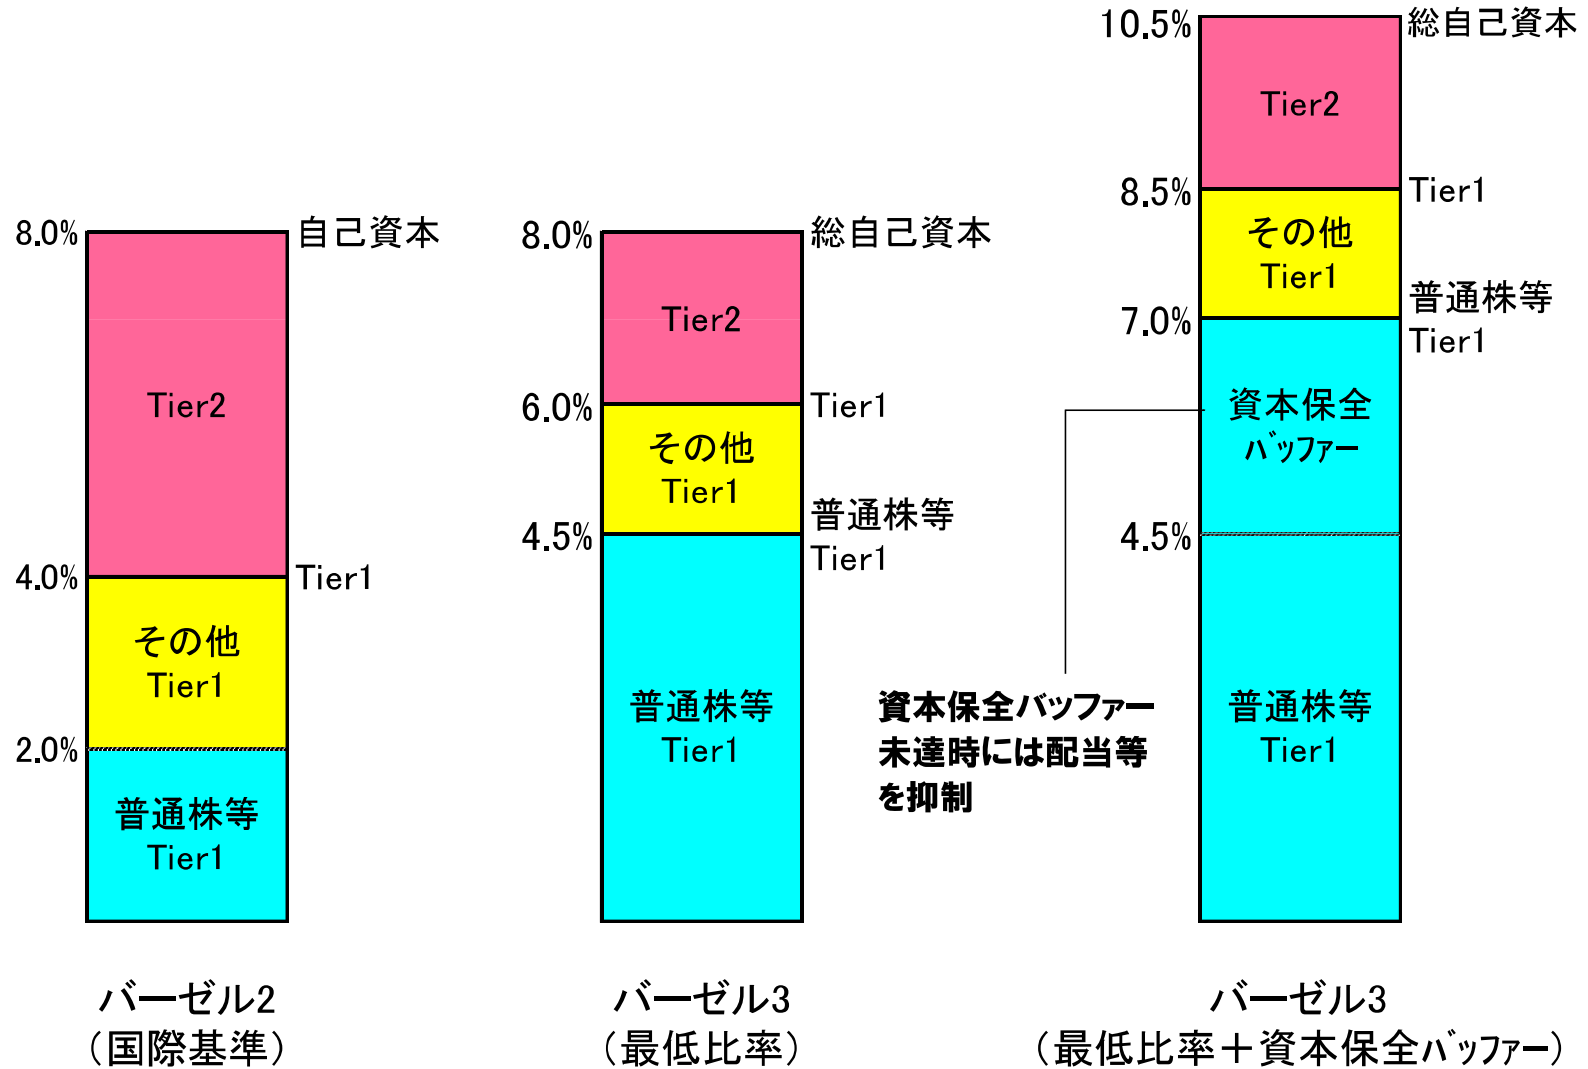 8.0%
自己資本
Tier2
4.0%
Tier1
その他
Tier1
2.0%
普通株等
Tier1
バーゼル2
（国際基準）
8.0%
総自己資本
Tier2
6.0%
Tier1
その他
Tier1
4.5%
普通株等
Tier1
普通株等
Tier1
バーゼル3
（最低比率）
10.5%
総自己資本
Tier2
8.5%
Tier1
その他
Tier1
7.0%
普通株等
Tier1
資本保全
バッファー
4.5%
普通株等
Tier1
資本保全バッファー
未達時には配当等
を抑制
バーゼル3
（最低比率＋資本保全バッファー）